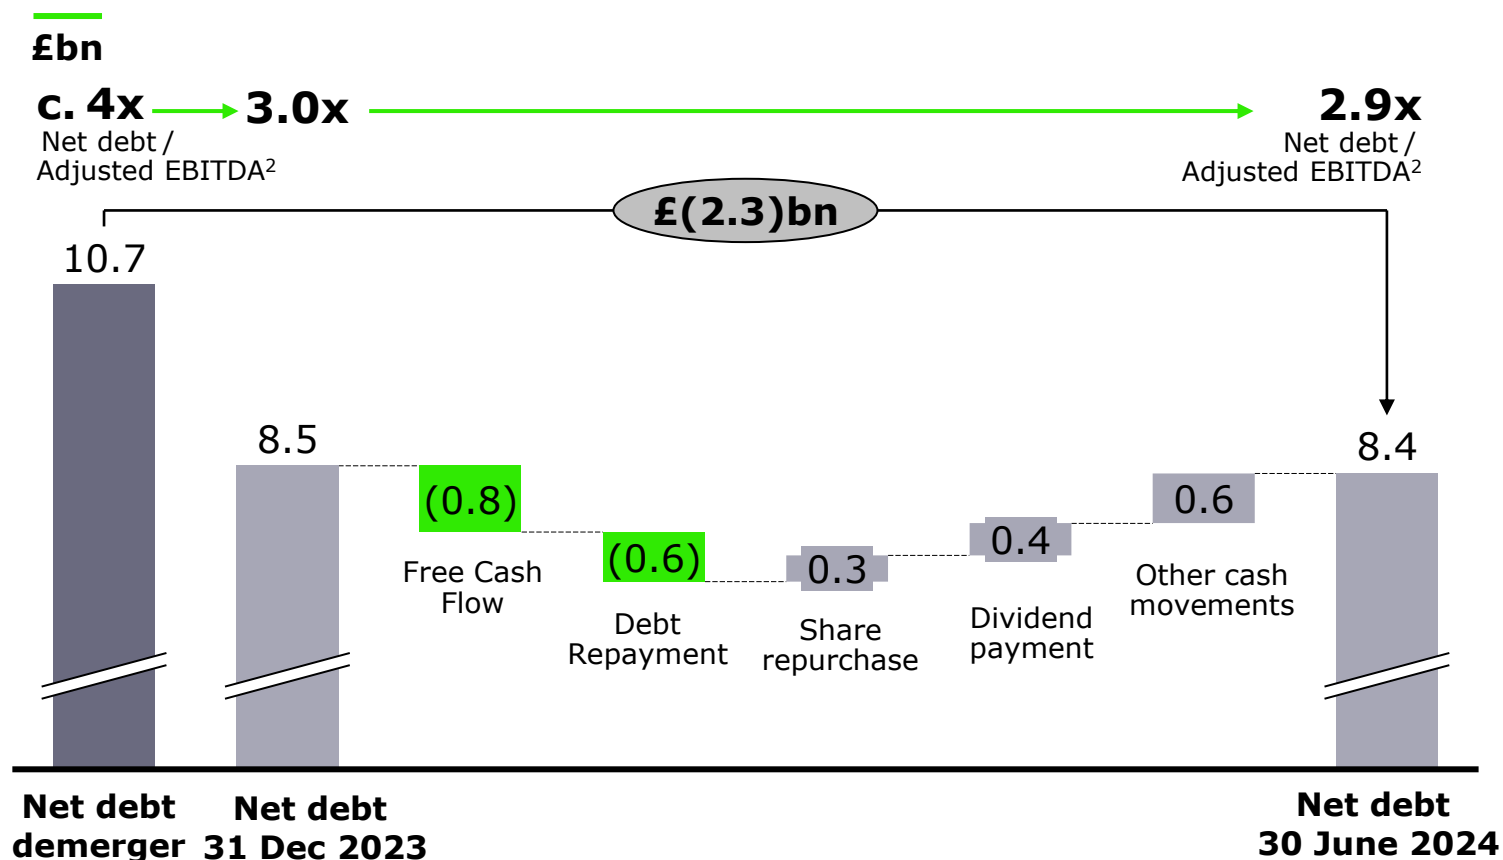 £bn
c. 4x
3.0x
2.9x
Net debt /
Adjusted EBITDA2
Net debt /
Adjusted EBITDA2
£(2.3)bn
10.7
8.5
8.4
(0.8)
(0.6)
0.3
0.4
0.6
Free Cash
Flow
Debt
Repayment
Share
repurchase
Dividend
payment
Other cash
movements
Net debt
demerger
Net debt
31 Dec 2023
Net debt
30 June 2024